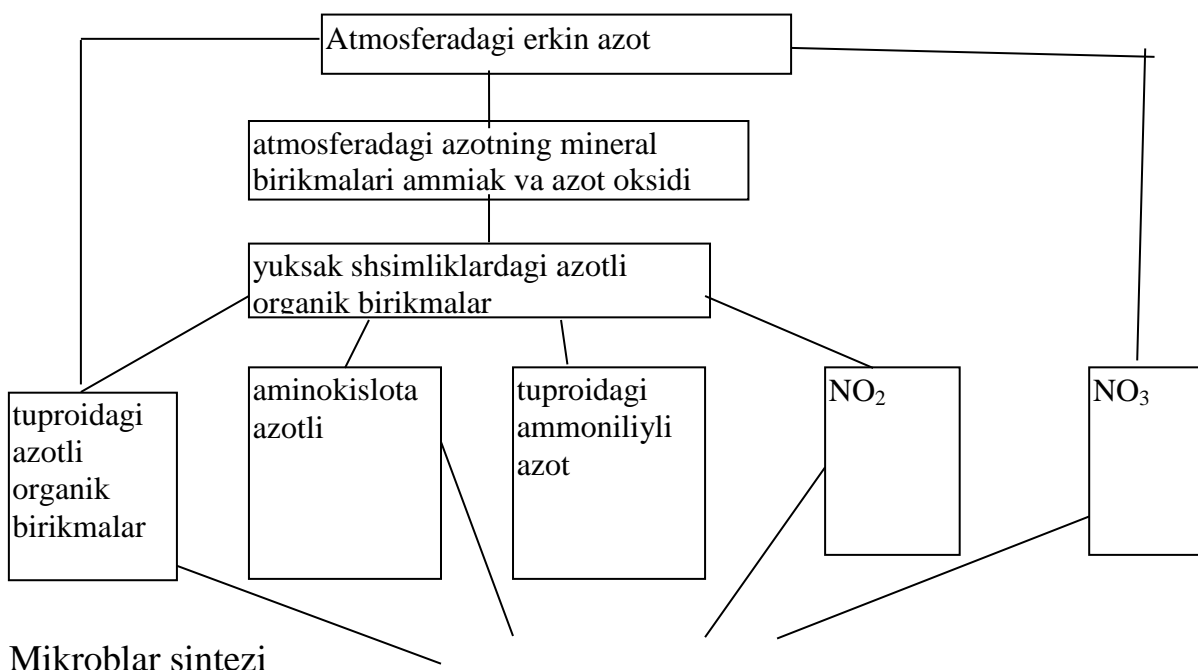 Atmosferadagi erkin azot
atmosferadagi azotning mineral
birikmalari ammiak va azot oksidi
yuksak shsimliklardagi azotli
organik birikmalar
tuproidagi
azotli
organik
birikmalar
aminokislota
azotli
tuproidagi
ammoniliyli
azot
NO₂
NO₃
Mikroblar sintezi